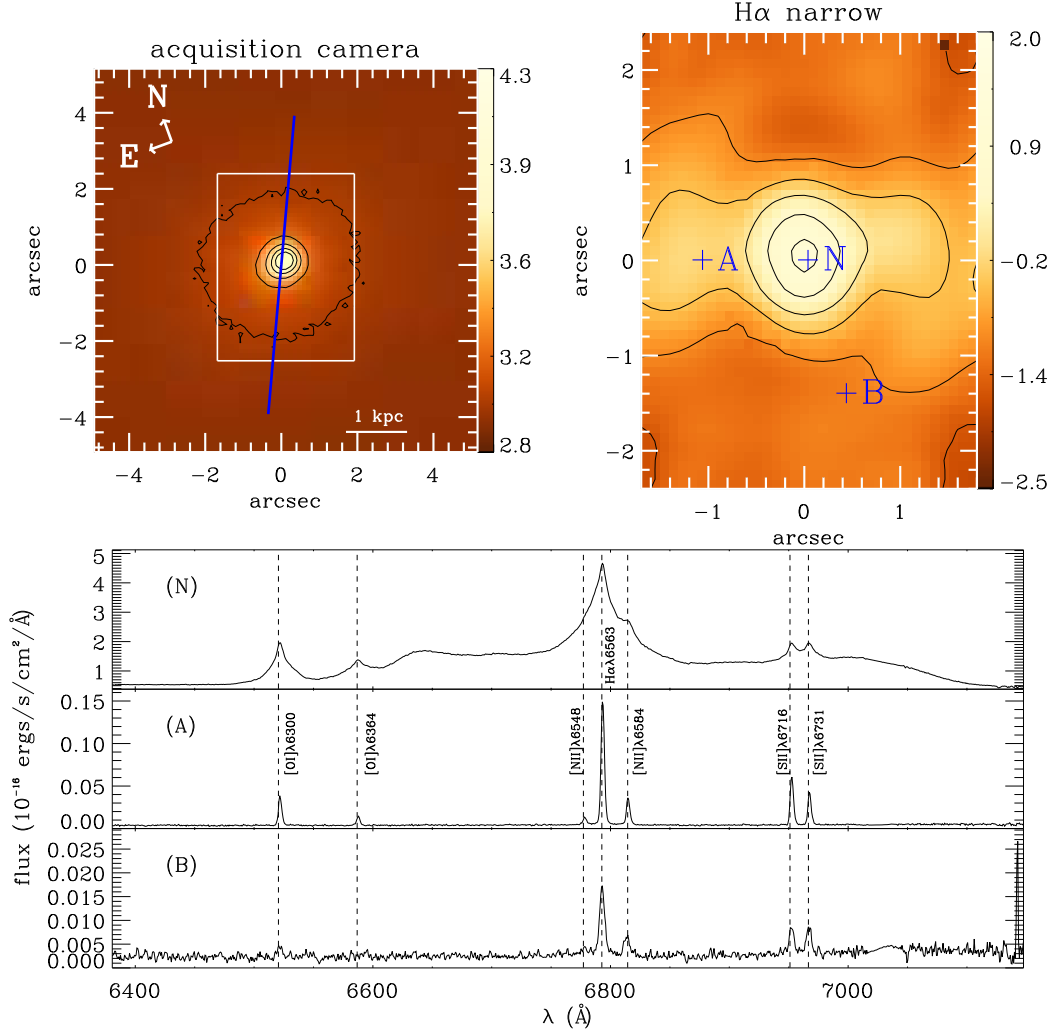 acquisition camera
Hα narrow
N
E
1 kpc
4
2
0
−2
−4
−4
−2
0
2
4
arcsec
arcsec
4.3
3.9
3.6
3.2
2.8
2
1
0
−1
−2
−1
0
1
arcsec
arcsec
A
N
B
2.0
0.9
−0.2
−1.4
−2.5
(N)
5
4
3
2
1
Hαλ6563
(A)
0.15
0.10
0.05
0.00
[OI]λ6300
[OI]λ6364
[NII]λ6548
[NII]λ6584
[SII]λ6716
[SII]λ6731
(B)
0.025
0.020
0.015
0.010
0.005
0.000
flux (10⁻¹⁶ ergs/s/cm²/Å)
6400
6600
6800
7000
λ (Å)